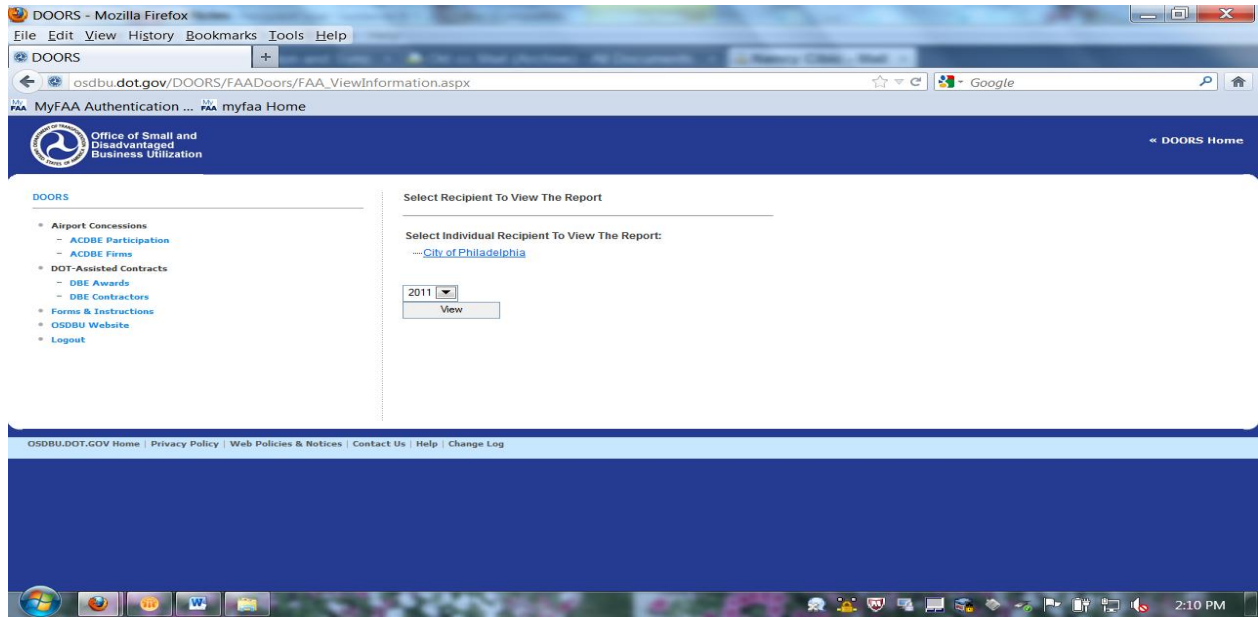 DOORS - Mozilla Firefox
File Edit View History Bookmarks Tools Help
DOORS +
osdbu.dot.gov/DOORS/FAADoors/FAA_ViewInformation.aspx
Google
MyFAA Authentication ... My FAA myfaa Home
Office of Small and
Disadvantaged
Business Utilization
« DOORS Home
DOORS
Airport Concessions
- ACDBE Participation
- ACDBE Firms
DOT-Assisted Contracts
- DBE Awards
- DBE Contractors
Forms & Instructions
OSDBU Website
Logout
Select Recipient To View The Report
Select Individual Recipient To View The Report:
City of Philadelphia
2011
View
OSDBU.DOT.GOV Home | Privacy Policy | Web Policies & Notices | Contact Us | Help | Change Log
2:10 PM